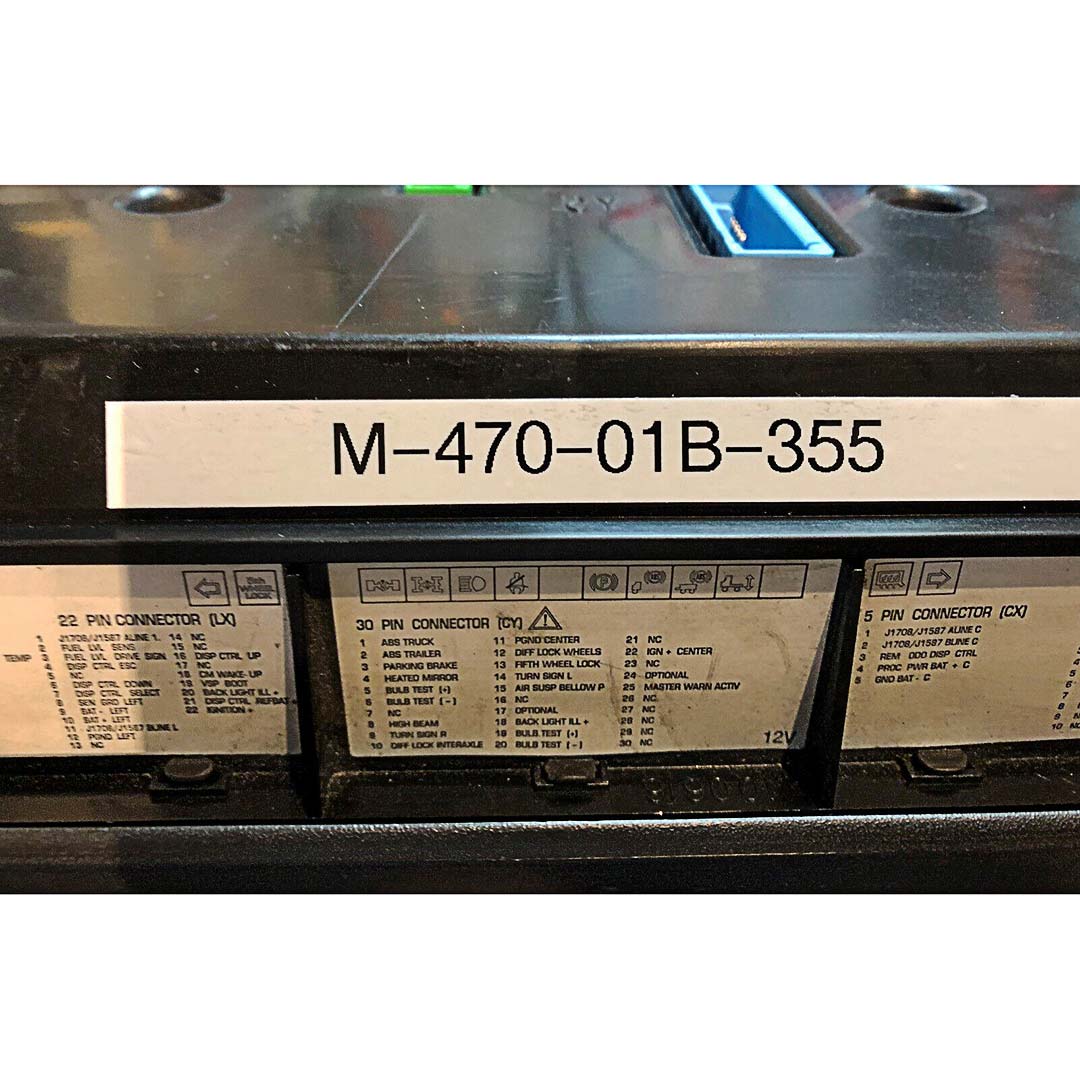 M-470-01B-355
22 PIN CONNECTOR (LX)
TEMP
1 J1708/J1587 ALINE L 14 NC
2 FUEL LVL SENS 15 NC
3 FUEL LVL DRIVE SIGN 16 DISP CTRL UP
4 DISP CTRL ESC 17 NC
5 NC 18 CM WAKE-UP
6 DISP CTRL DOWN 19 VSP BOOT
7 DISP CTRL SELECT 20 BACK LIGHT ILL +
8 SEN GRD LEFT 21 DISP CTRL REFBAT+
9 BAT - LEFT 22 IGNITION +
10 BAT + LEFT
11 J1708/J1587 BLINE L
12 PGND LEFT
13 NC
30 PIN CONNECTOR (CY)
1 ABS TRUCK 11 PGND CENTER 21 NC
2 ABS TRAILER 12 DIFF LOCK WHEELS 22 IGN + CENTER
3 PARKING BRAKE 13 FIFTH WHEEL LOCK 23 NC
4 HEATED MIRROR 14 TURN SIGN L 24 OPTIONAL
5 BULB TEST (+) 15 AIR SUSP BELLOW P 25 MASTER WARN ACTIV
6 BULB TEST (-) 16 NC 26 NC
7 NC 17 OPTIONAL 27 NC
8 HIGH BEAM 18 BACK LIGHT ILL + 28 NC
9 TURN SIGN R 19 BULB TEST (+) 29 NC
10 DIFF LOCK INTERAXLE 20 BULB TEST (-) 30 NC
12V
5 PIN CONNECTOR (CX)
1 J1708/J1587 ALINE C
2 J1708/J1587 BLINE C
3 REM ODO DISP CTRL
4 PROC PWR BAT + C
5 GND BAT - C